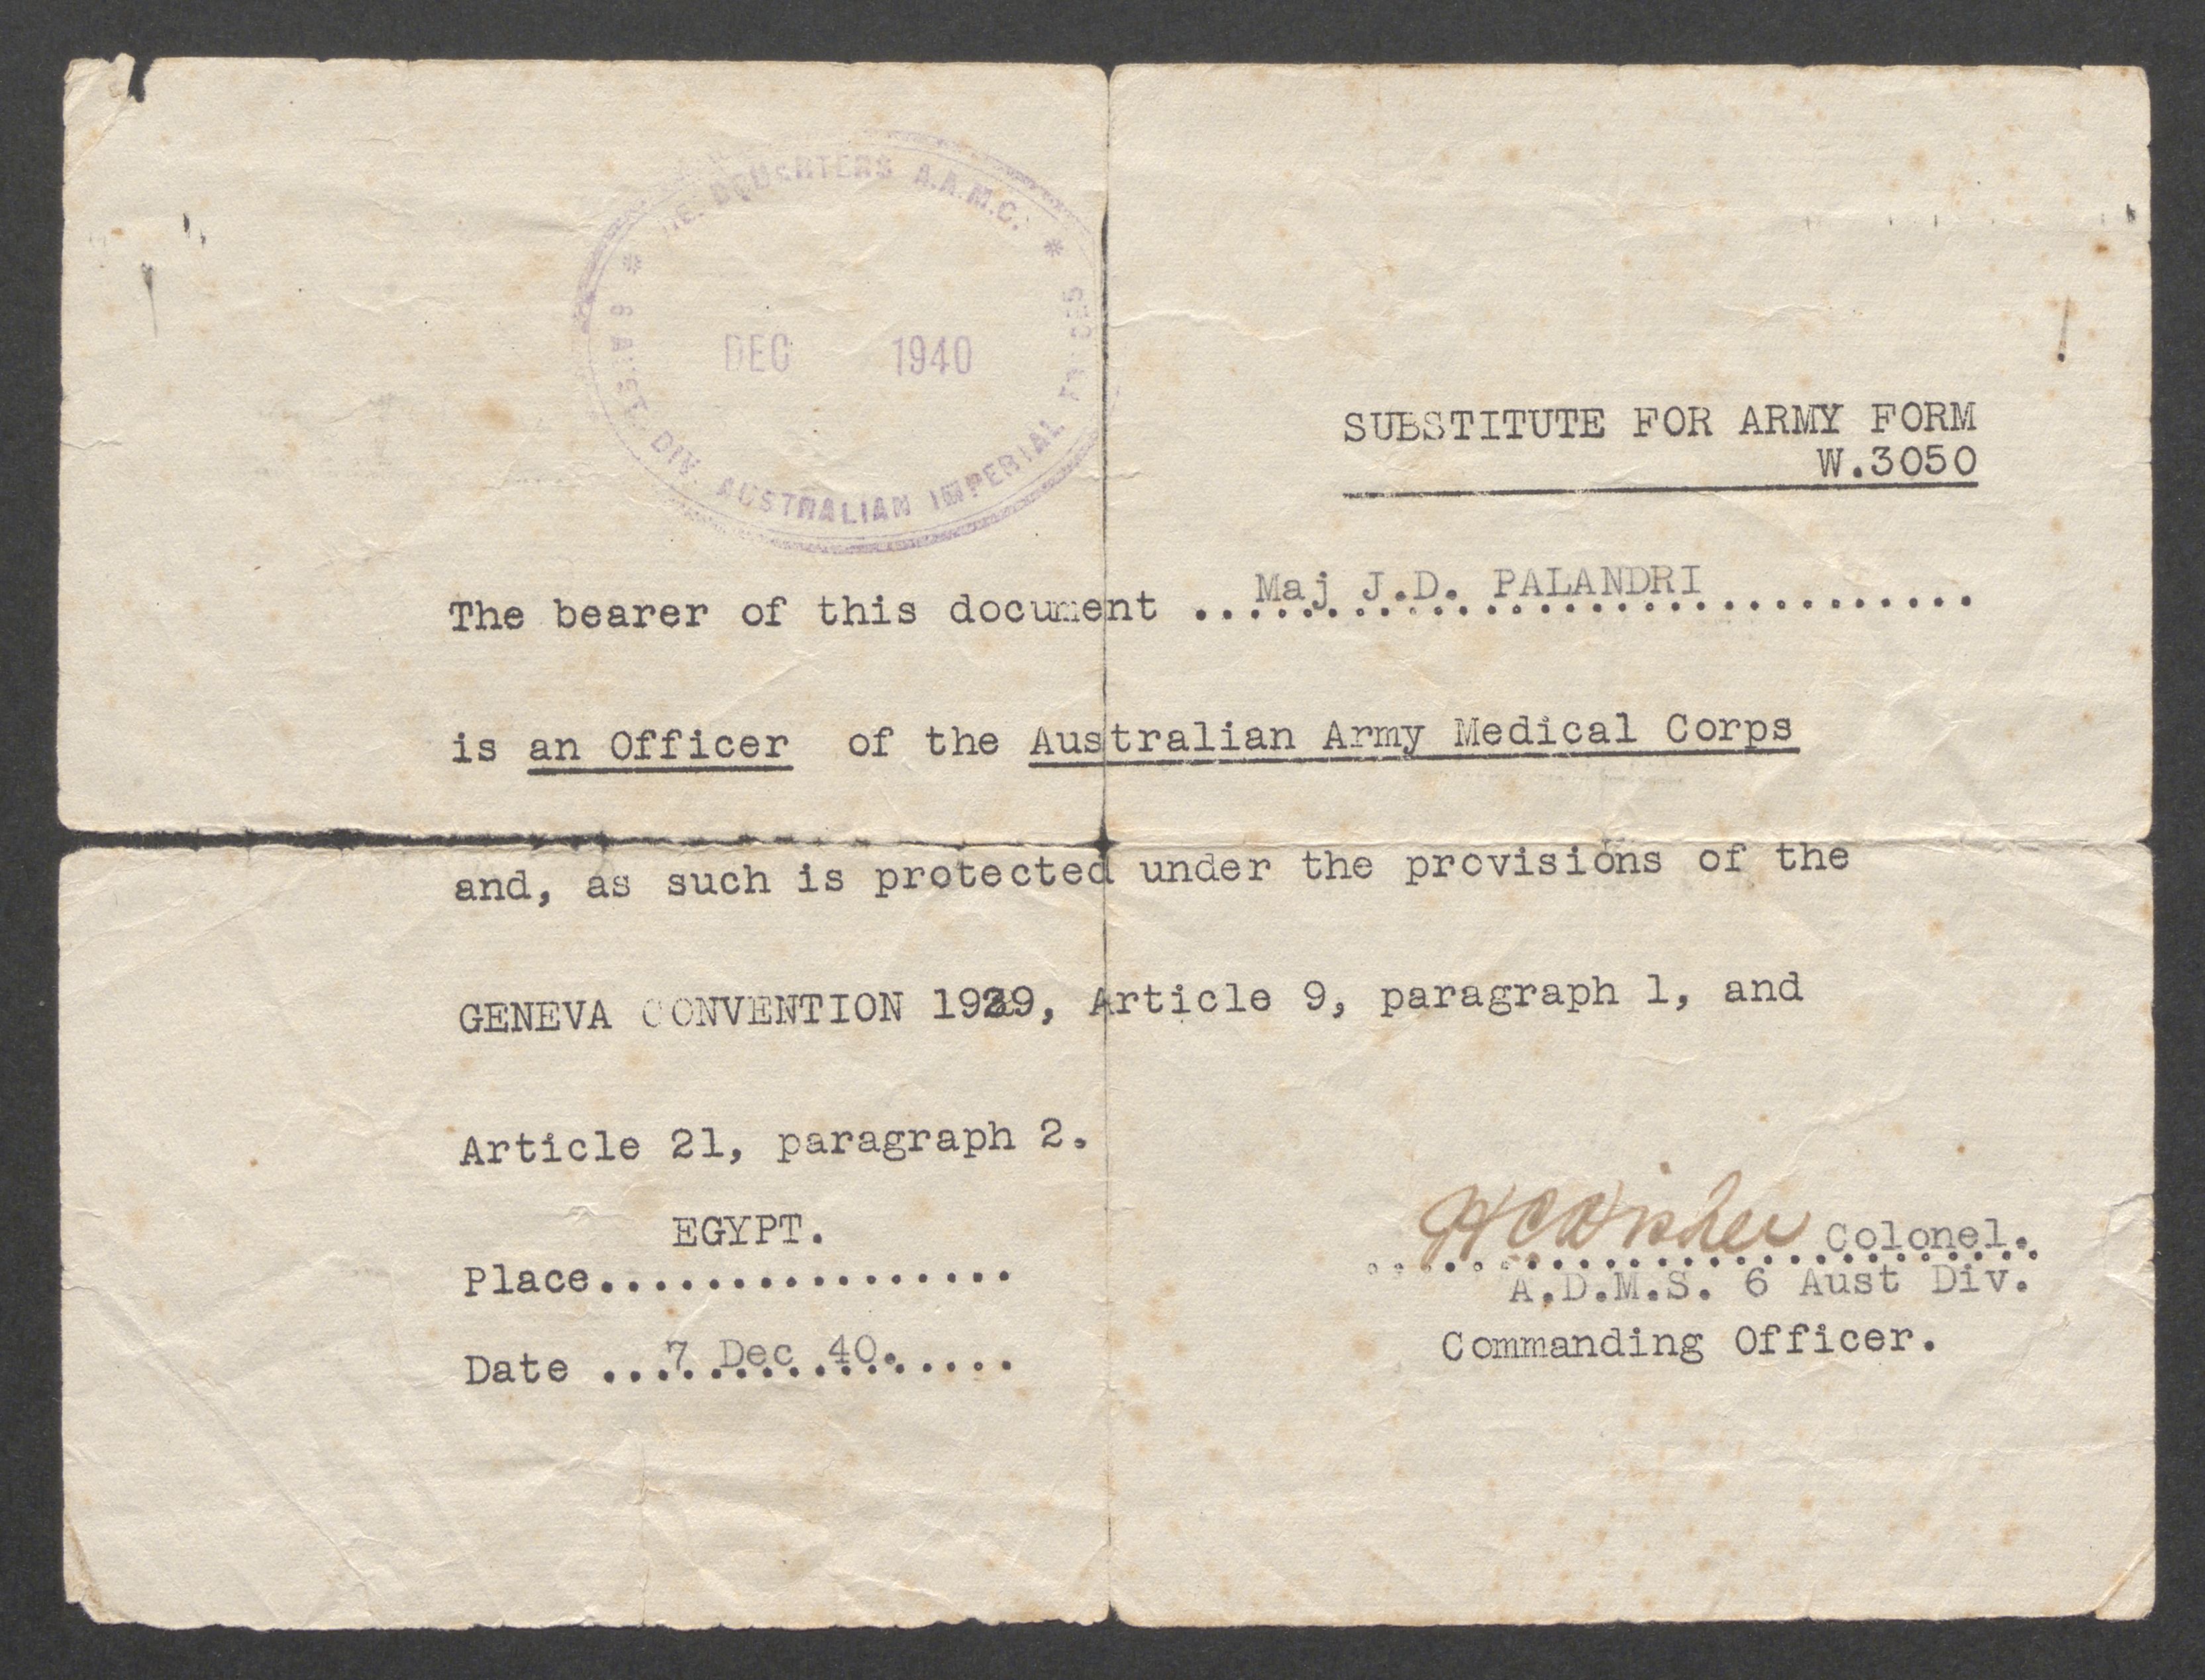 HEADQUARTERS A.A.M.C.
* 6 AUST. DIV. AUSTRALIAN IMPERIAL FORCES *
DEC 1940
SUBSTITUTE FOR ARMY FORM
W.3050
The bearer of this document ..Maj J.D. PALANDRI..........
is an Officer of the Australian Army Medical Corps
and, as such is protected under the provisions of the
GENEVA CONVENTION 1929, Article 9, paragraph 1, and
Article 21, paragraph 2.
EGYPT.
Place................
Date ...7 Dec 40.....
Colonel.
A.D.M.S. 6 Aust Div.
Commanding Officer.